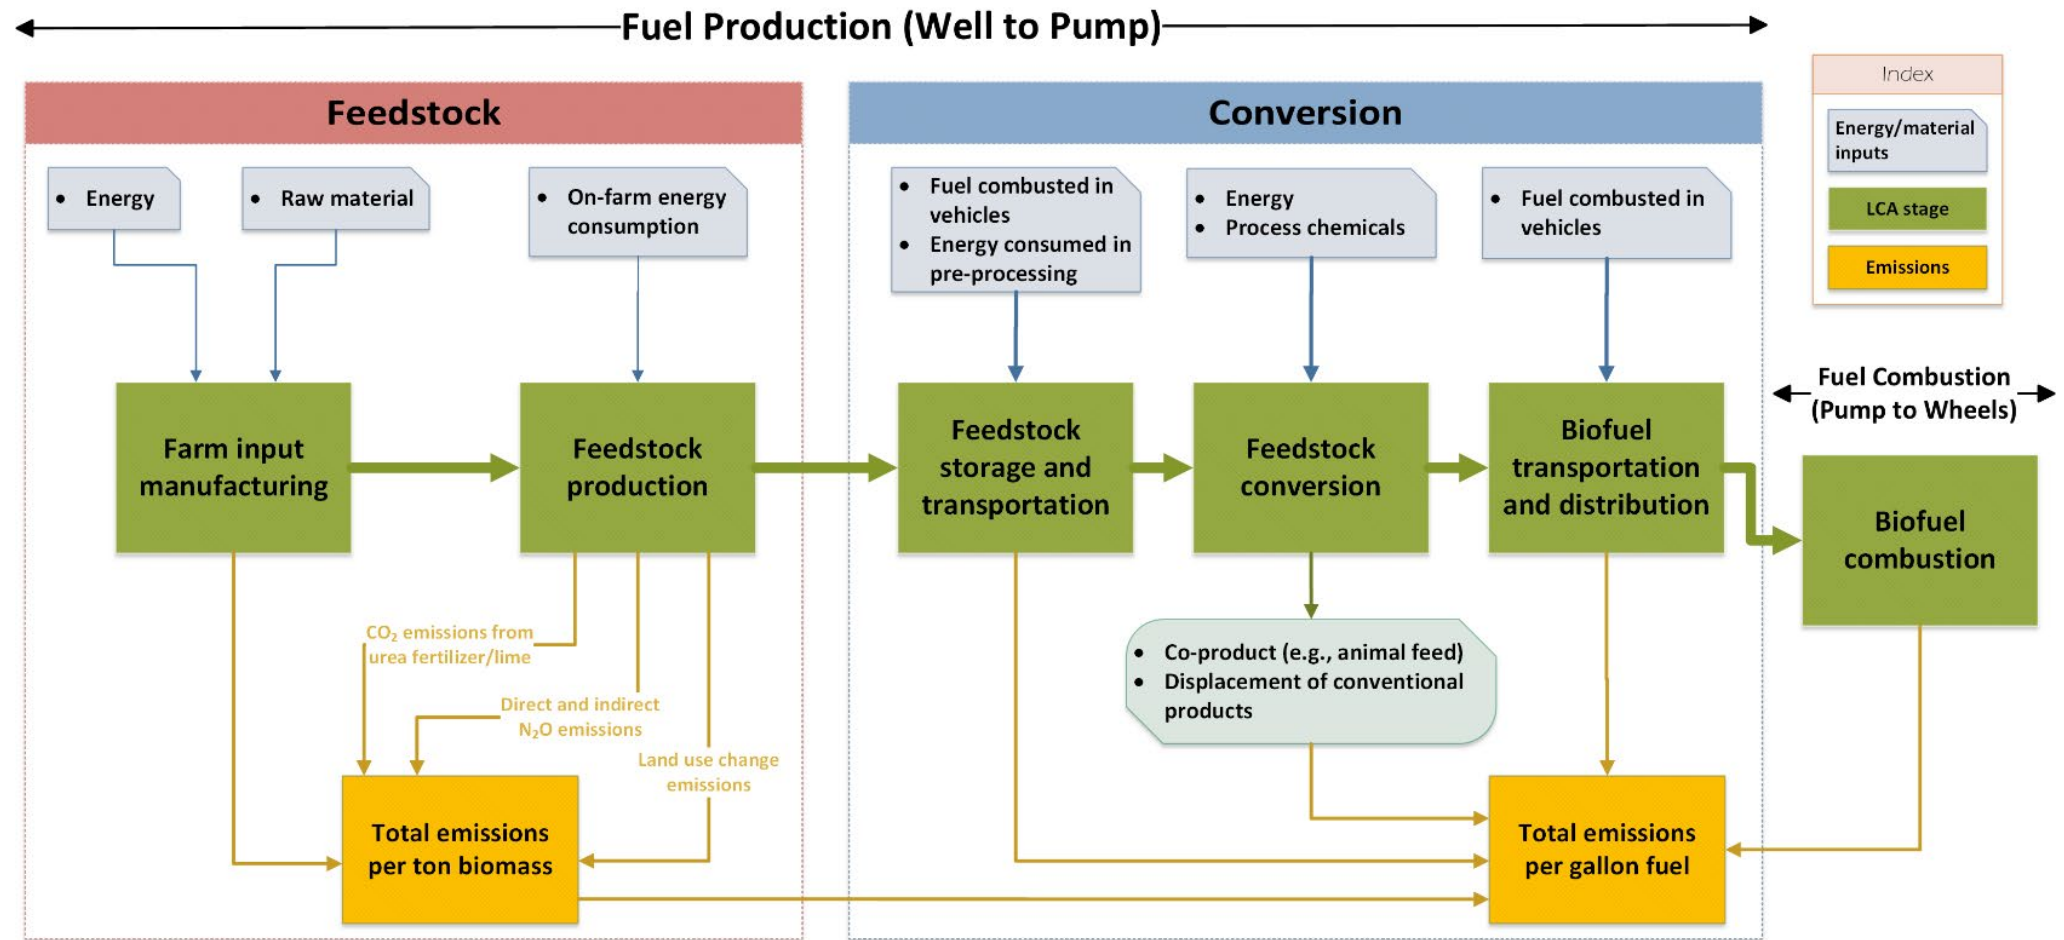 Fuel Production (Well to Pump)
Feedstock
Conversion
Index
Energy/material
inputs
LCA stage
Emissions
• Energy
• Raw material
• On-farm energy
consumption
• Fuel combusted in
vehicles
• Energy consumed in
pre-processing
• Energy
• Process chemicals
• Fuel combusted in
vehicles
Fuel Combustion
(Pump to Wheels)
Farm input
manufacturing
Feedstock
production
Feedstock
storage and
transportation
Feedstock
conversion
Biofuel
transportation
and distribution
Biofuel
combustion
CO₂ emissions from
urea fertilizer/lime
Direct and indirect
N₂O emissions
Land use change
emissions
• Co-product (e.g., animal feed)
• Displacement of conventional
products
Total emissions
per ton biomass
Total emissions
per gallon fuel